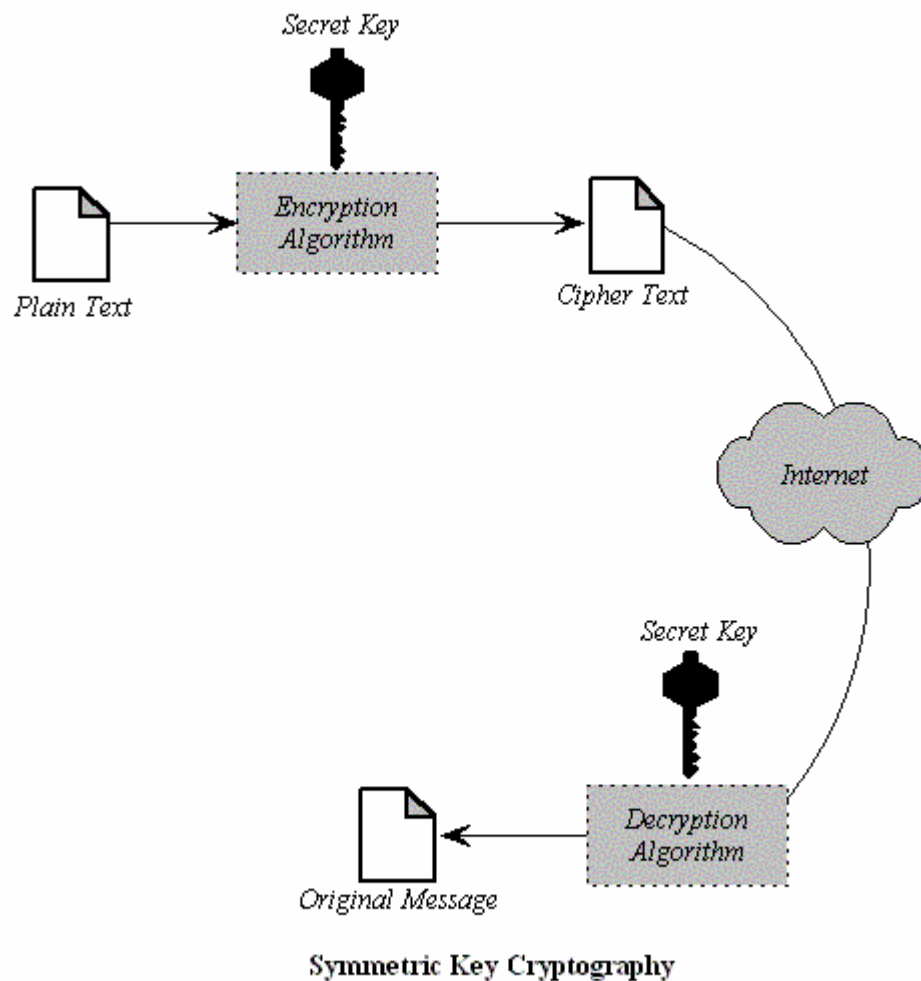 Secret Key
Encryption
Algorithm
Plain Text
Cipher Text
Internet
Secret Key
Decryption
Algorithm
Original Message
Symmetric Key Cryptography